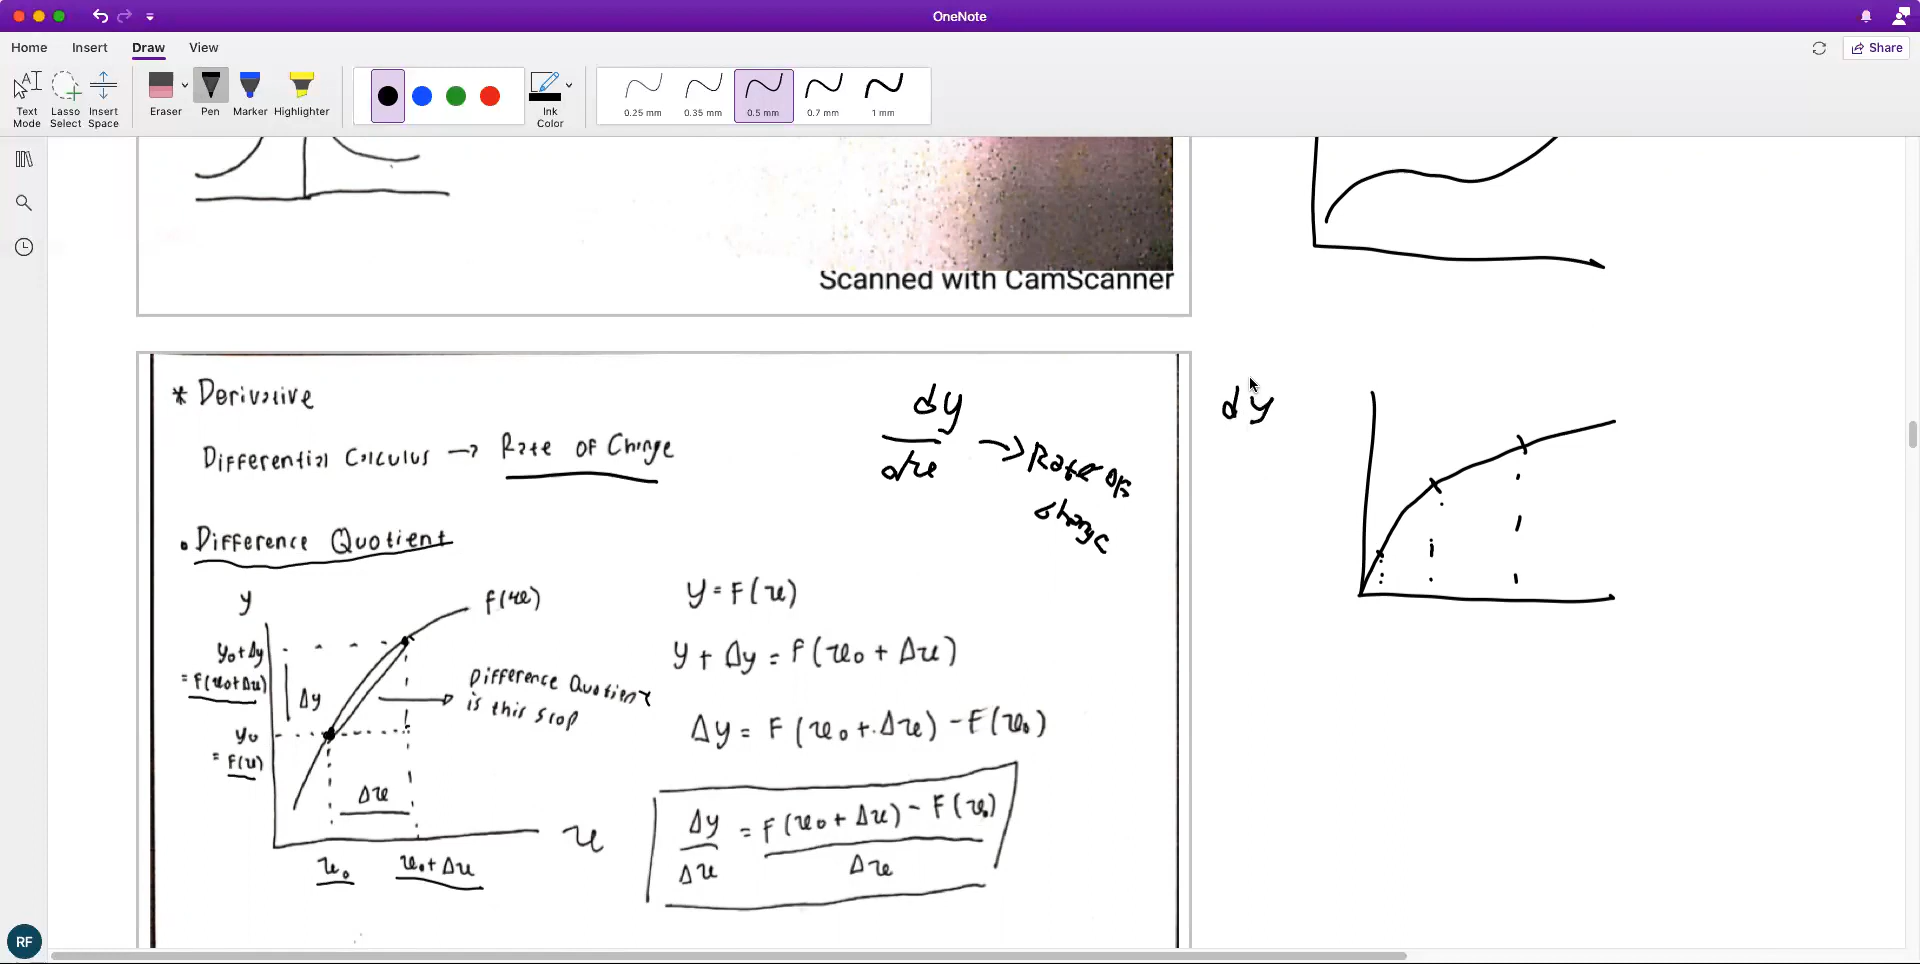 OneNote
Home Insert Draw View
Share
Text Mode
Lasso Select
Insert Space
Eraser
Pen
Marker
Highlighter
Ink Color
0.25 mm
0.35 mm
0.5 mm
0.7 mm
1 mm
Scanned with CamScanner
* Derivative
Differential Calculus → Rate of Change
dy
dx
→ Rate of
change
dy
• Difference Quotient
y
f(x)
y₀+Δy
= F(x₀+Δx)
Δy
y₀
= F(x)
Difference Quotient
is this slop
Δx
x₀
x₀+Δx
x
y = F(x)
y + Δy = F(x₀ + Δx)
Δy = F(x₀ + Δx) - F(x₀)
Δy/Δx = F(x₀ + Δx) - F(x₀)/Δx
RF